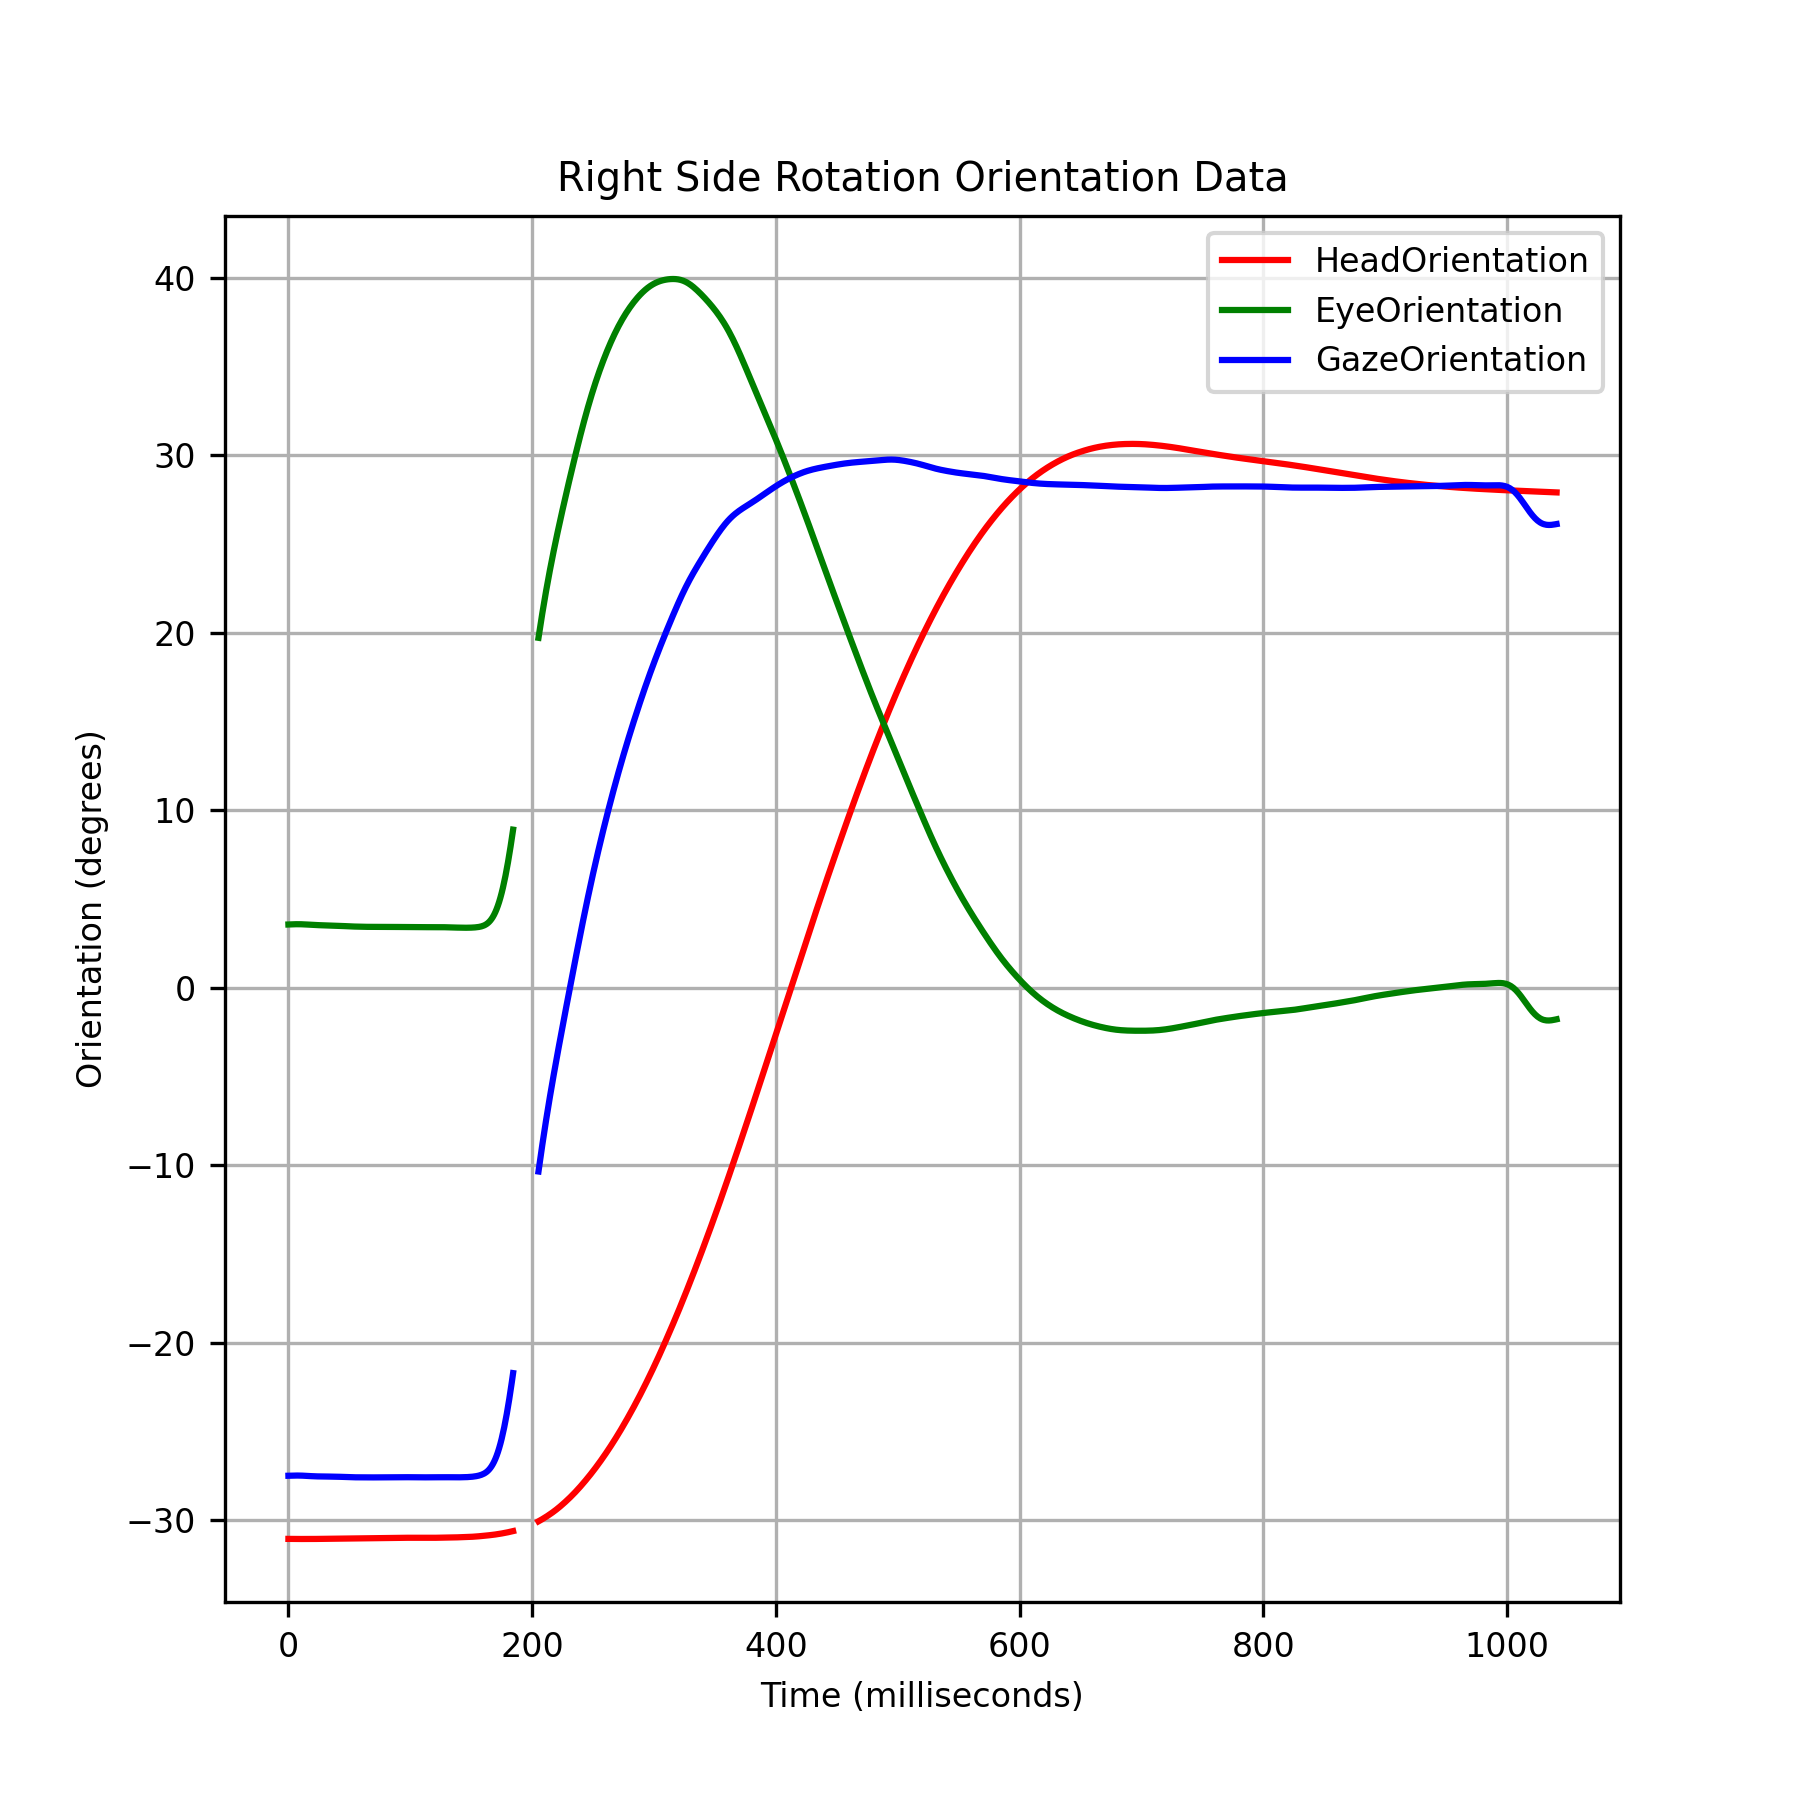 Right Side Rotation Orientation Data
HeadOrientation
EyeOrientation
GazeOrientation
40
30
20
10
0
−10
−20
−30
Orientation (degrees)
0 200 400 600 800 1000
Time (milliseconds)